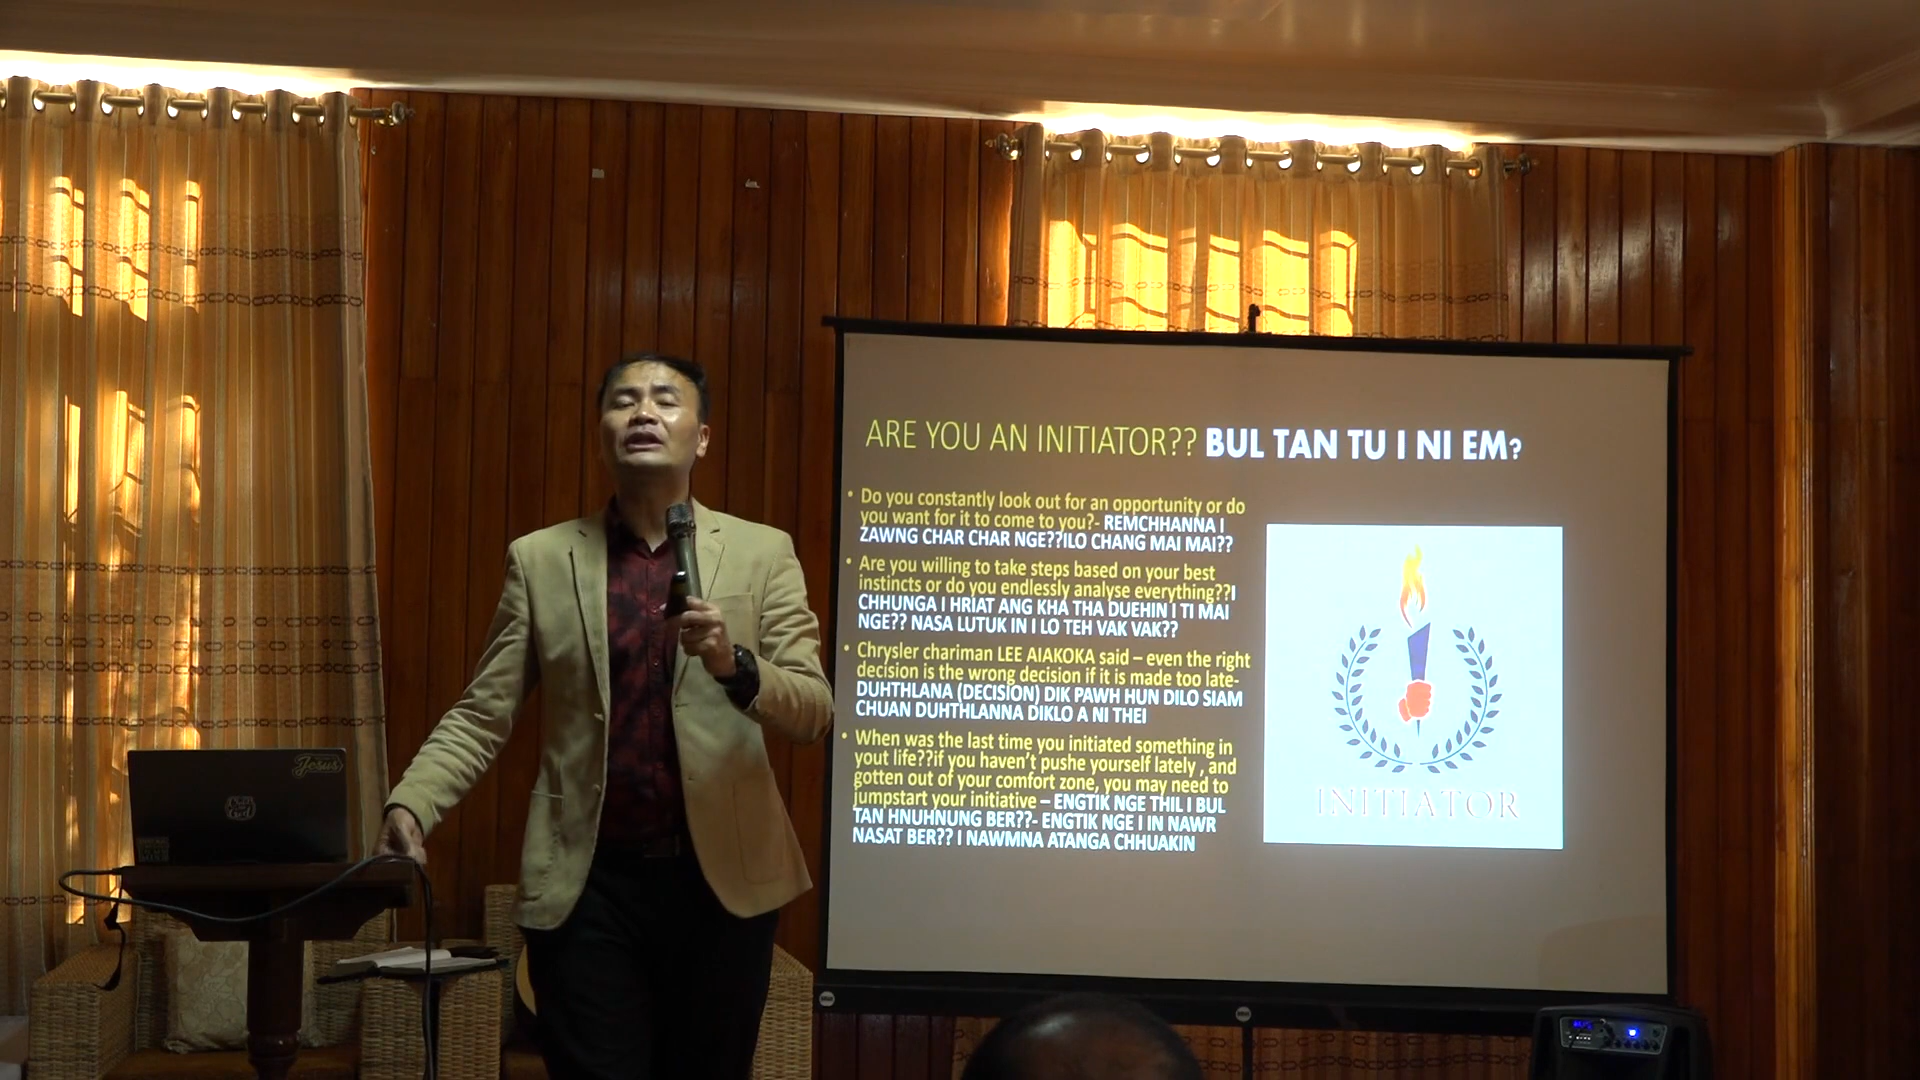 ARE YOU AN INITIATOR?? BUL TAN TU I NI EM?
• Do you constantly look out for an opportunity or do
you want for it to come to you?- REMCHHANNA I
ZAWNG CHAR CHAR NGE??ILO CHANG MAI MAI??
• Are you willing to take steps based on your best
instincts or do you endlessly analyse everything??I
CHHUNGA I HRIAT ANG KHA THA DUEHIN I TI MAI
NGE?? NASA LUTUK IN I LO TEH VAK VAK??
• Chrysler chariman LEE AIAKOKA said – even the right
decision is the wrong decision if it is made too late-
DUHTHLANA (DECISION) DIK PAWH HUN DILO SIAM
CHUAN DUHTHLANNA DIKLO A NI THEI
• When was the last time you initiated something in
yout life??if you haven't pushe yourself lately , and
gotten out of your comfort zone, you may need to
jumpstart your initiative – ENGTIK NGE THIL I BUL
TAN HNUHNUNG BER??- ENGTIK NGE I IN NAWR
NASAT BER?? I NAWMNA ATANGA CHHUAKIN
INITIATOR
Jesus